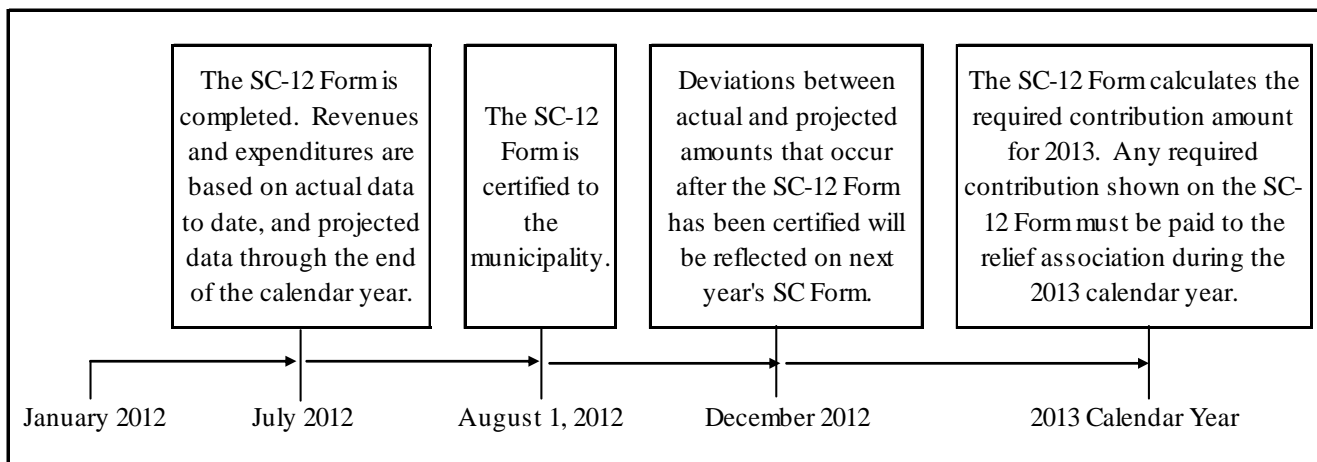 The SC-12 Form is
completed. Revenues
and expenditures are
based on actual data
to date, and projected
data through the end
of the calendar year.
The SC-12
Form is
certified to
the
municipality.
Deviations between
actual and projected
amounts that occur
after the SC-12 Form
has been certified will
be reflected on next
year's SC Form.
The SC-12 Form calculates the
required contribution amount
for 2013. Any required
contribution shown on the SC-
12 Form must be paid to the
relief association during the
2013 calendar year.
January 2012
July 2012
August 1, 2012
December 2012
2013 Calendar Year